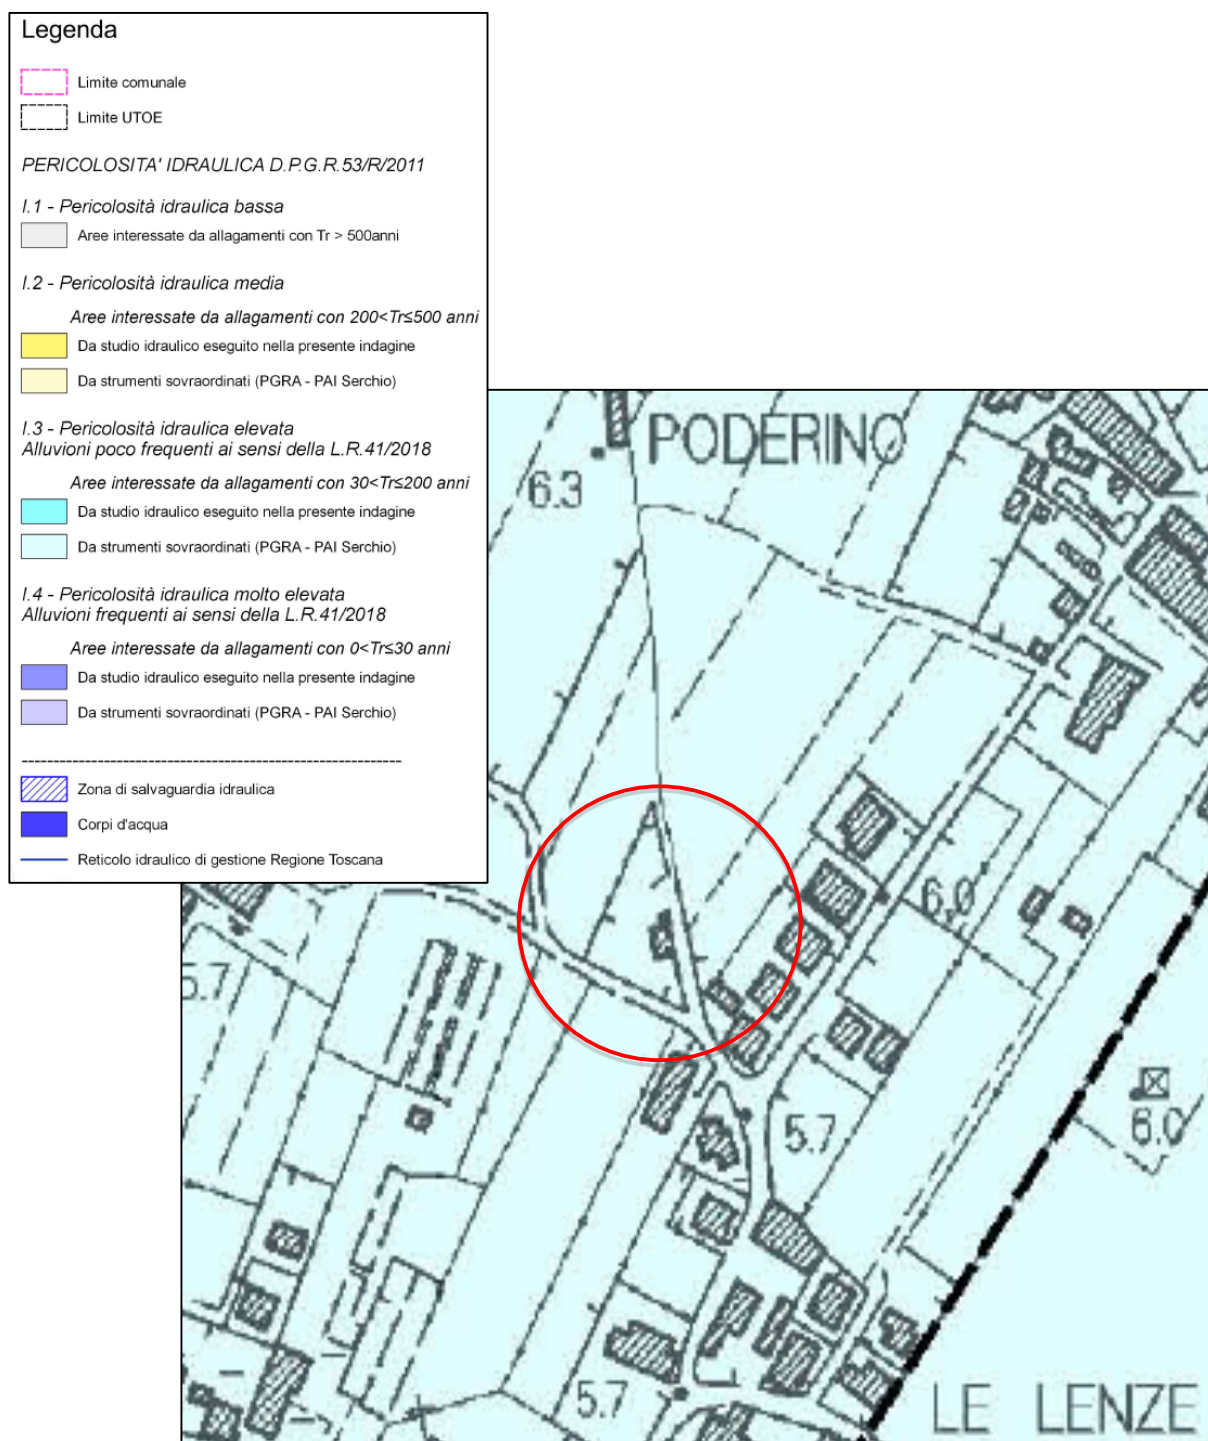 Legenda
Limite comunale
Limite UTOE
PERICOLOSITA' IDRAULICA D.P.G.R.53/R/2011
I.1 - Pericolosità idraulica bassa
Aree interessate da allagamenti con Tr > 500anni
I.2 - Pericolosità idraulica media
Aree interessate da allagamenti con 200<Tr≤500 anni
Da studio idraulico eseguito nella presente indagine
Da strumenti sovraordinati (PGRA - PAI Serchio)
I.3 - Pericolosità idraulica elevata
Alluvioni poco frequenti ai sensi della L.R.41/2018
Aree interessate da allagamenti con 30<Tr≤200 anni
Da studio idraulico eseguito nella presente indagine
Da strumenti sovraordinati (PGRA - PAI Serchio)
I.4 - Pericolosità idraulica molto elevata
Alluvioni frequenti ai sensi della L.R.41/2018
Aree interessate da allagamenti con 0<Tr≤30 anni
Da studio idraulico eseguito nella presente indagine
Da strumenti sovraordinati (PGRA - PAI Serchio)
Zona di salvaguardia idraulica
Corpi d'acqua
Reticolo idraulico di gestione Regione Toscana
PODERINO
6.3
6.0
5.7
5.7
6.0
5.7
LE LENZE